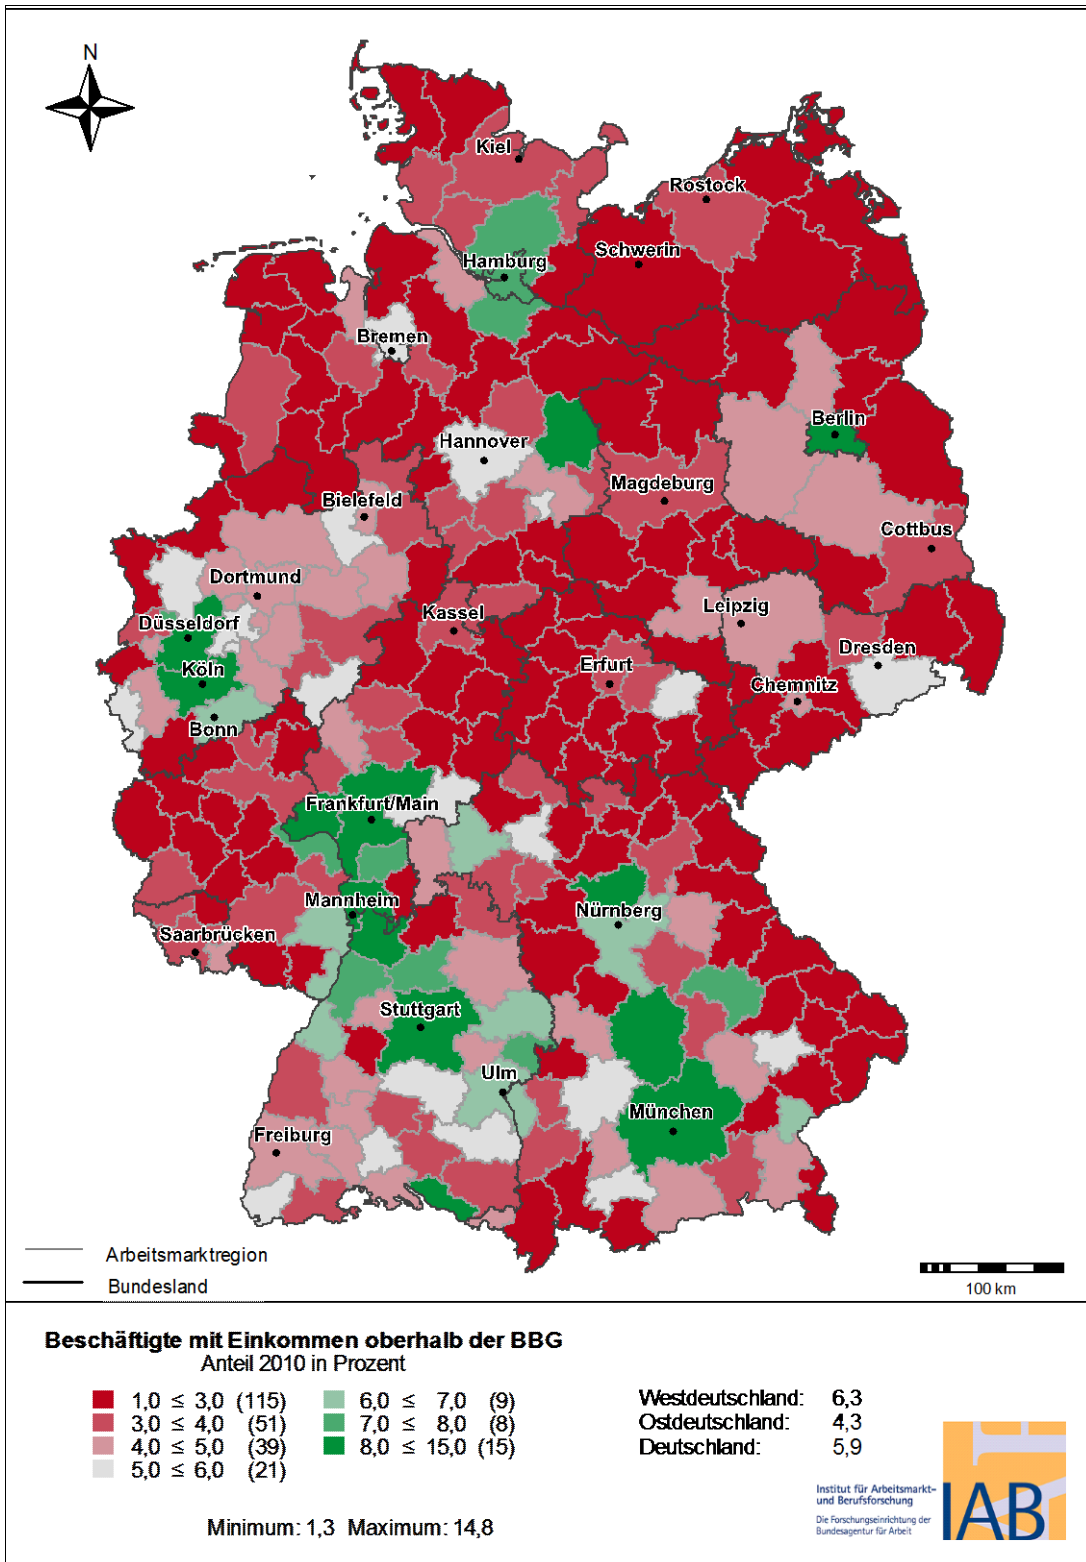 N
Kiel
Rostock
Hamburg
Schwerin
Bremen
Berlin
Hannover
Magdeburg
Bielefeld
Cottbus
Dortmund
Leipzig
Düsseldorf
Kassel
Dresden
Köln
Erfurt
Chemnitz
Bonn
Frankfurt/Main
Mannheim
Nürnberg
Saarbrücken
Stuttgart
Ulm
München
Freiburg
Arbeitsmarktregion
Bundesland
100 km
Beschäftigte mit Einkommen oberhalb der BBG
Anteil 2010 in Prozent
1,0 ≤ 3,0 (115)
3,0 ≤ 4,0 (51)
4,0 ≤ 5,0 (39)
5,0 ≤ 6,0 (21)
6,0 ≤ 7,0 (9)
7,0 ≤ 8,0 (8)
8,0 ≤ 15,0 (15)
Westdeutschland: 6,3
Ostdeutschland: 4,3
Deutschland: 5,9
Minimum: 1,3 Maximum: 14,8
Institut für Arbeitsmarkt-
und Berufsforschung
Die Forschungseinrichtung der
Bundesagentur für Arbeit
IAB